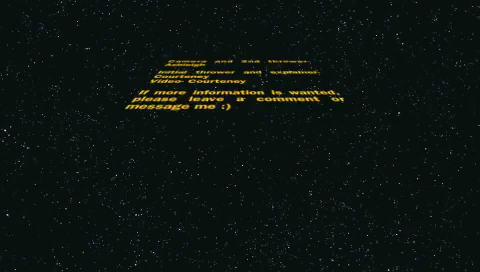 Camera and 2nd thrower-
Ashleigh
Initial thrower and explainer-
Courteney
Video- Courteney
If more information is wanted,
please leave a comment or
message me :)